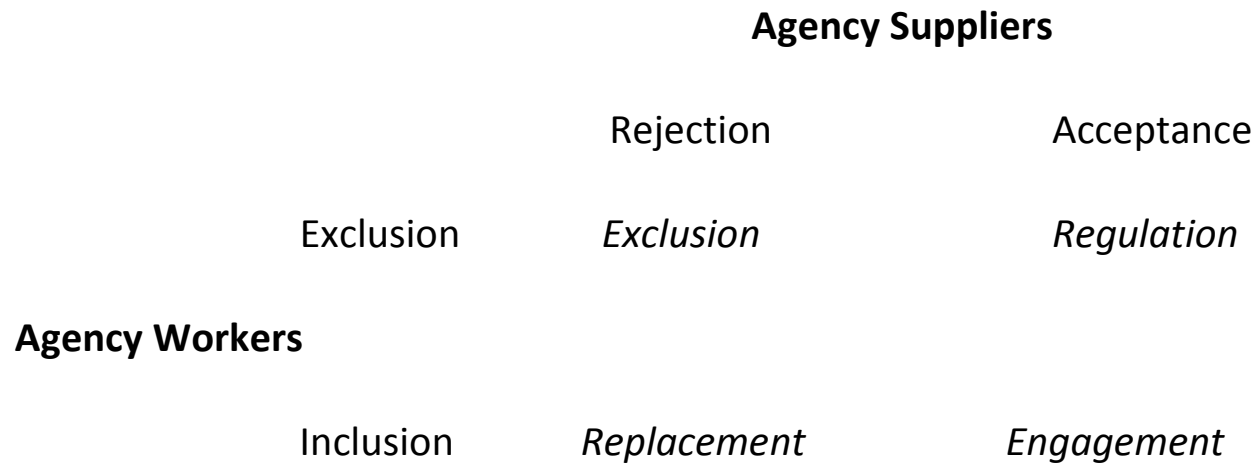 Agency Suppliers
Rejection Acceptance
Exclusion Exclusion Regulation
Agency Workers
Inclusion Replacement Engagement